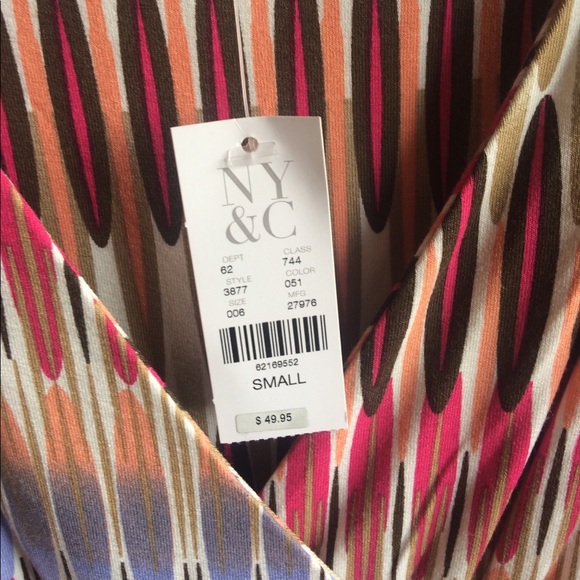 NY
&C
DEPT CLASS
62 744
STYLE COLOR
3877 051
SIZE MFG
006 27976
62169552
SMALL
$ 49.95